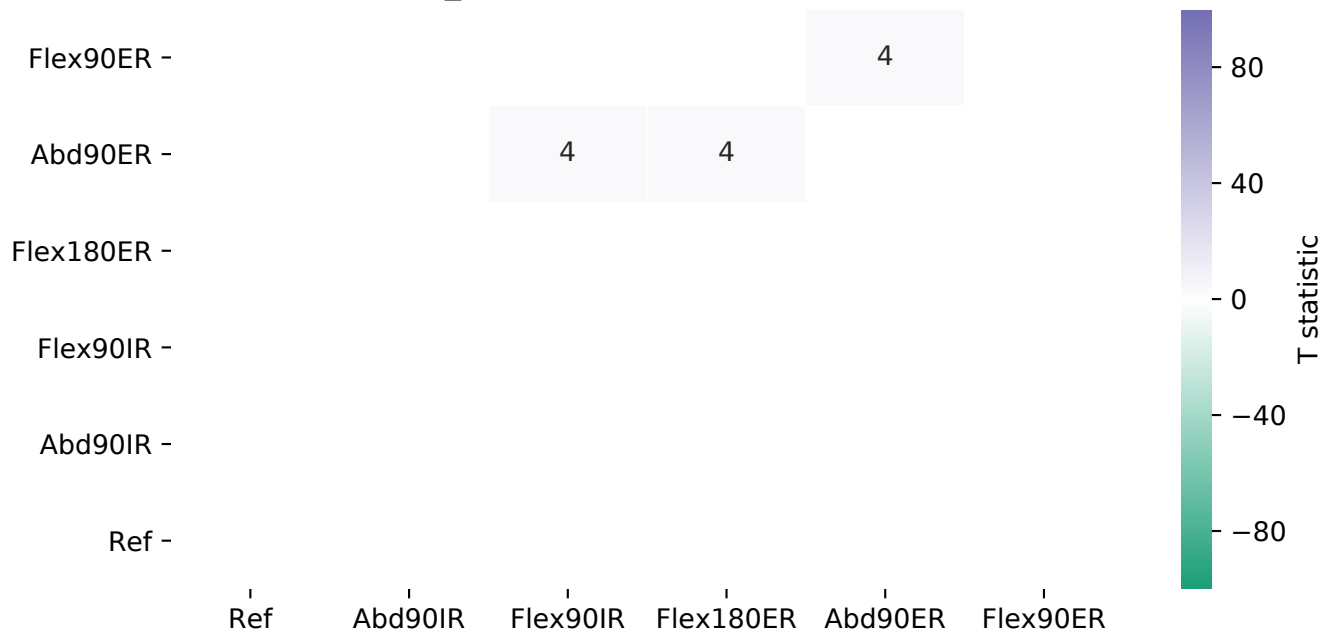 Flex90ER
4
80
Abd90ER
4
4
40
Flex180ER
0
T statistic
Flex90IR
Abd90IR
−40
Ref
−80
Ref
Abd90IR
Flex90IR
Flex180ER
Abd90ER
Flex90ER